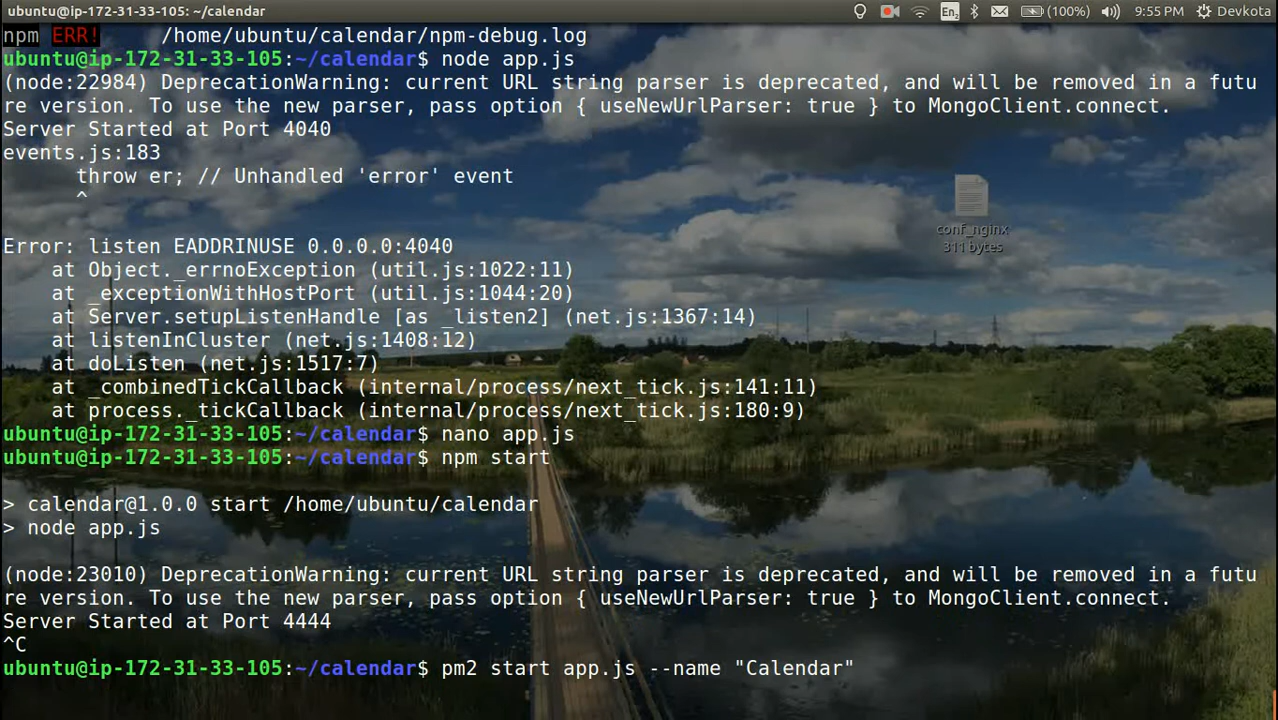 ubuntu@ip-172-31-33-105: ~/calendar
En2
(100%)
9:55 PM
Devkota
npm ERR!     /home/ubuntu/calendar/npm-debug.log
ubuntu@ip-172-31-33-105:~/calendar$ node app.js
(node:22984) DeprecationWarning: current URL string parser is deprecated, and will be removed in a futu
re version. To use the new parser, pass option { useNewUrlParser: true } to MongoClient.connect.
Server Started at Port 4040
events.js:183
      throw er; // Unhandled 'error' event
      ^
Error: listen EADDRINUSE 0.0.0.0:4040
    at Object._errnoException (util.js:1022:11)
    at _exceptionWithHostPort (util.js:1044:20)
    at Server.setupListenHandle [as _listen2] (net.js:1367:14)
    at listenInCluster (net.js:1408:12)
    at doListen (net.js:1517:7)
    at _combinedTickCallback (internal/process/next_tick.js:141:11)
    at process._tickCallback (internal/process/next_tick.js:180:9)
ubuntu@ip-172-31-33-105:~/calendar$ nano app.js
ubuntu@ip-172-31-33-105:~/calendar$ npm start
> calendar@1.0.0 start /home/ubuntu/calendar
> node app.js
(node:23010) DeprecationWarning: current URL string parser is deprecated, and will be removed in a futu
re version. To use the new parser, pass option { useNewUrlParser: true } to MongoClient.connect.
Server Started at Port 4444
^C
ubuntu@ip-172-31-33-105:~/calendar$ pm2 start app.js --name "Calendar"
conf_nginx
311 bytes